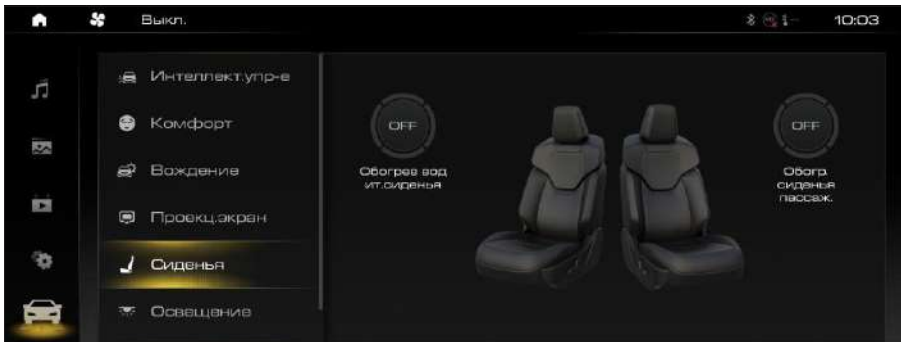 Выкл.
10:03
Интеллект.упр-е
Комфорт
Вождение
Проекц.экран
Сиденья
Освещение
OFF
Обогрев вод
ит.сиденья
OFF
Обогр.
сиденья
пассаж.